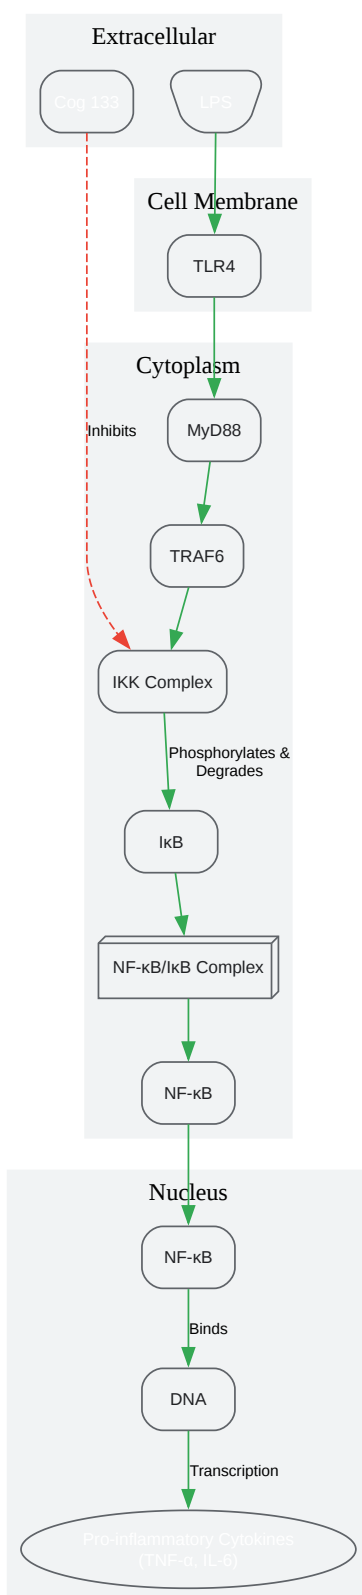 Extracellular
Cog 133
LPS
Cell Membrane
TLR4
Cytoplasm
Inhibits
MyD88
TRAF6
IKK Complex
Phosphorylates &
Degrades
IκB
NF-κB/IκB Complex
NF-κB
Nucleus
NF-κB
Binds
DNA
Transcription
Pro-inflammatory Cytokines
(TNF-α, IL-6)